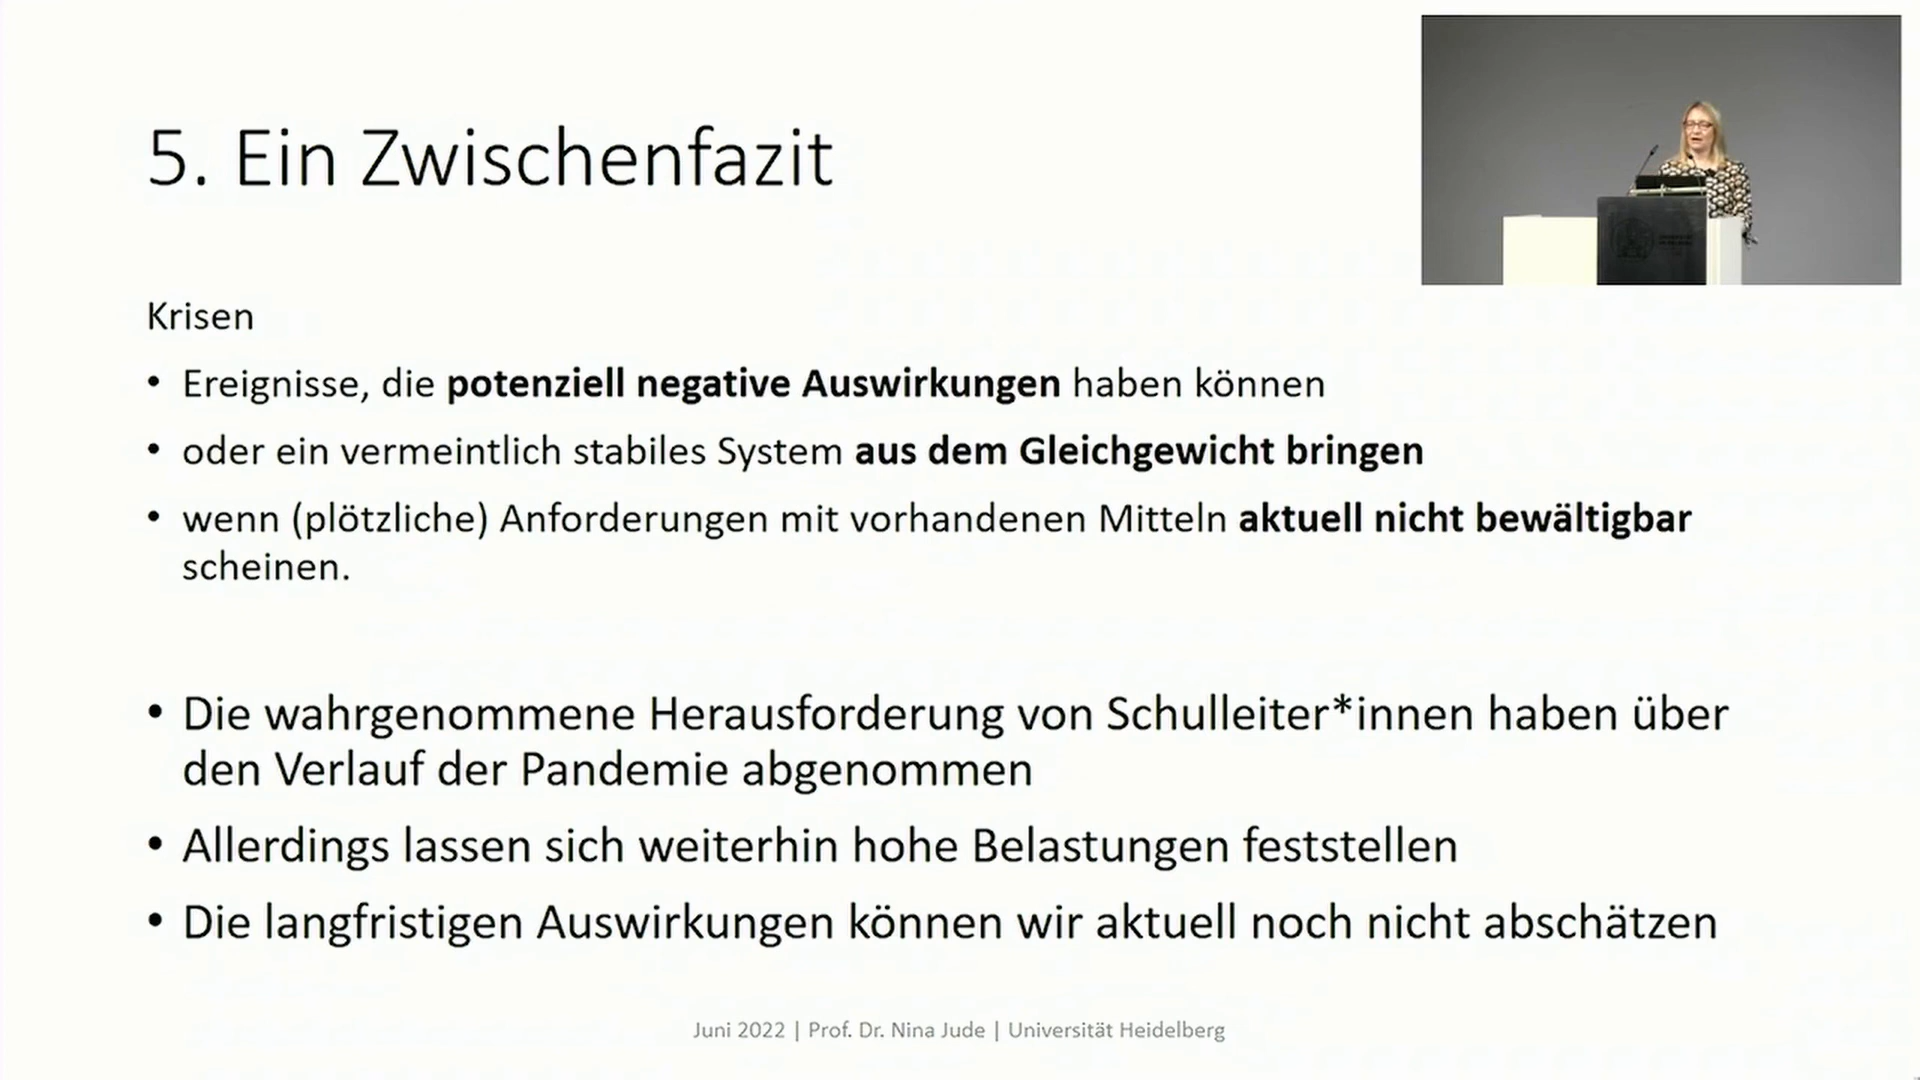 5. Ein Zwischenfazit
Krisen
• Ereignisse, die potenziell negative Auswirkungen haben können
• oder ein vermeintlich stabiles System aus dem Gleichgewicht bringen
• wenn (plötzliche) Anforderungen mit vorhandenen Mitteln aktuell nicht bewältigbar
scheinen.
• Die wahrgenommene Herausforderung von Schulleiter*innen haben über
den Verlauf der Pandemie abgenommen
• Allerdings lassen sich weiterhin hohe Belastungen feststellen
• Die langfristigen Auswirkungen können wir aktuell noch nicht abschätzen
Juni 2022 | Prof. Dr. Nina Jude | Universität Heidelberg